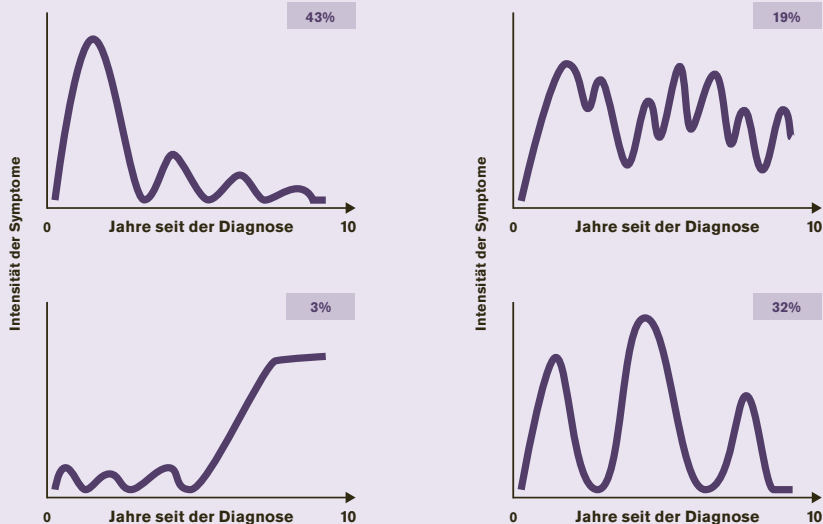 43%
Intensität der Symptome
0
Jahre seit der Diagnose
10
19%
Intensität der Symptome
0
Jahre seit der Diagnose
10
3%
0
Jahre seit der Diagnose
10
32%
0
Jahre seit der Diagnose
10